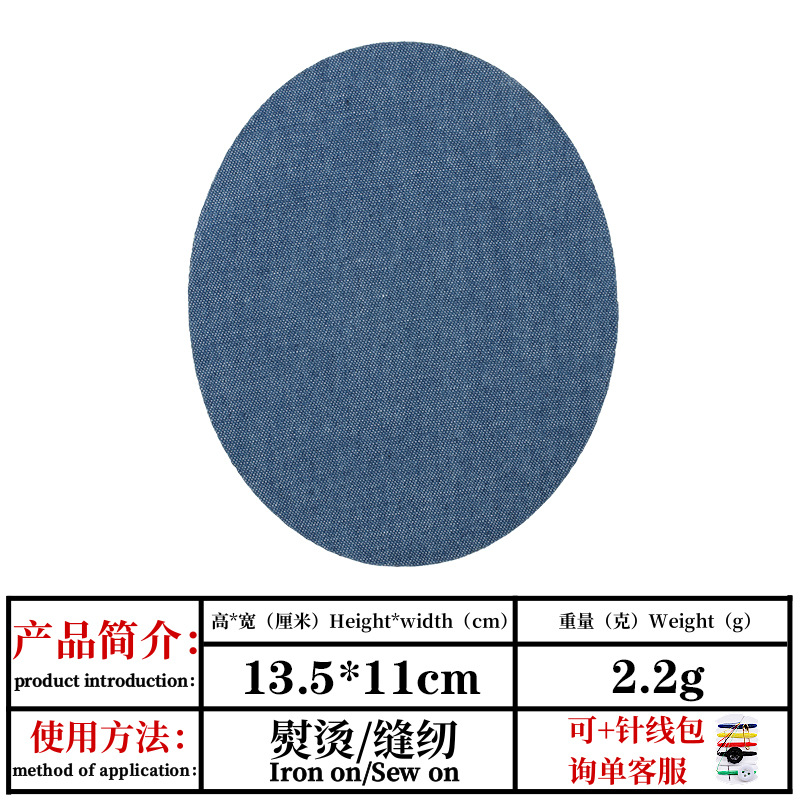 产品简介：
product introduction：
高*宽（厘米）Height*width（cm）
重量（克）Weight（g）
13.5*11cm
2.2g
使用方法：
method of application：
熨烫/缝纫
Iron on/Sew on
可+针线包
询单客服